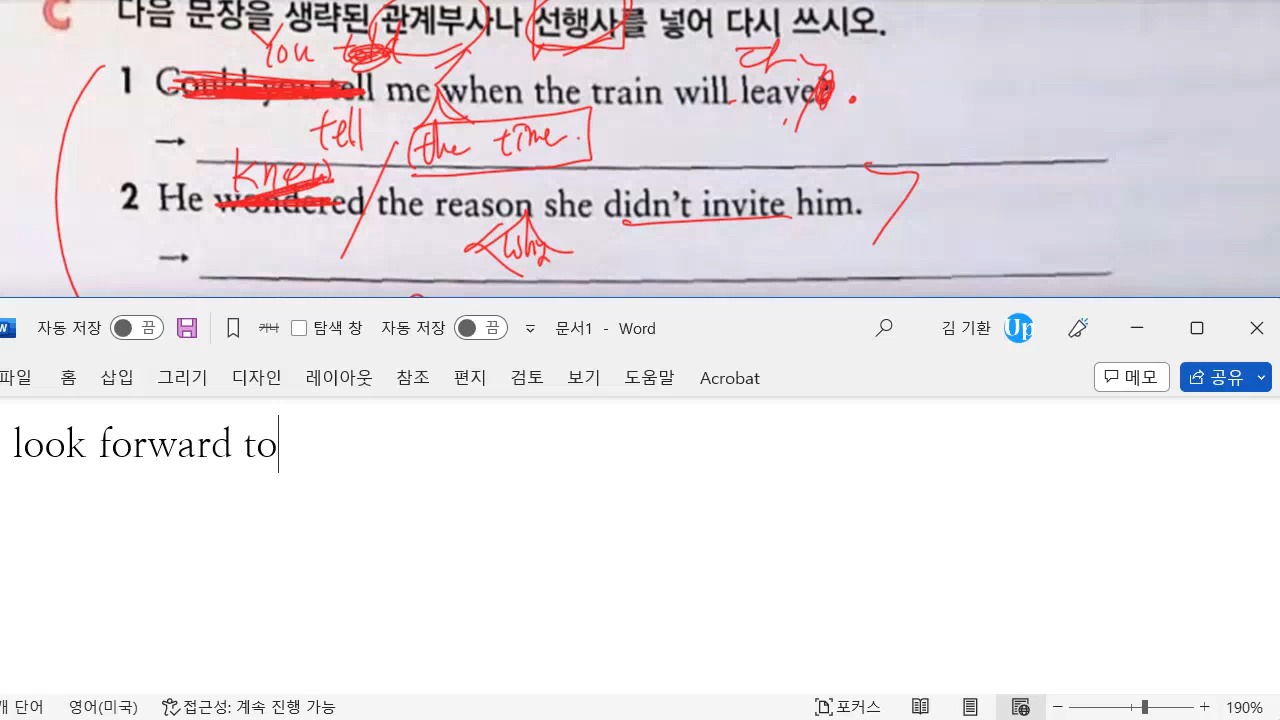 C 다음 문장을 생략된 관계부사나 선행사를 넣어 다시 쓰시오.
You
1 Could you tell me when the train will leave
tell the time.
→
knew
2 He wondered the reason she didn't invite him.
why
→
자동 저장 끔 탐색 창 자동 저장 끔 문서1 - Word 김 기환 Up
파일 홈 삽입 그리기 디자인 레이아웃 참조 편지 검토 보기 도움말 Acrobat 메모 공유
look forward to
개 단어 영어(미국) 접근성: 계속 진행 가능 포커스 190%